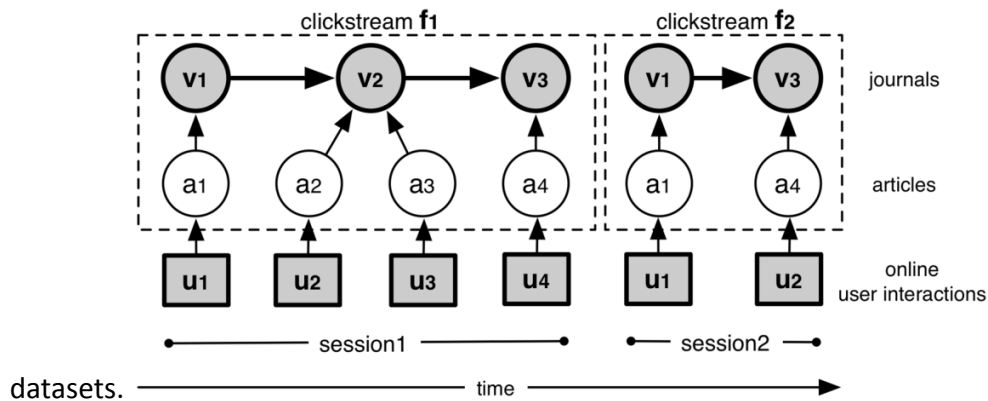 clickstream f1 clickstream f2
v1 v2 v3 v1 v3 journals
a1 a2 a3 a4 a1 a4 articles
u1 u2 u3 u4 u1 u2 online
user interactions
session1 session2
datasets. time